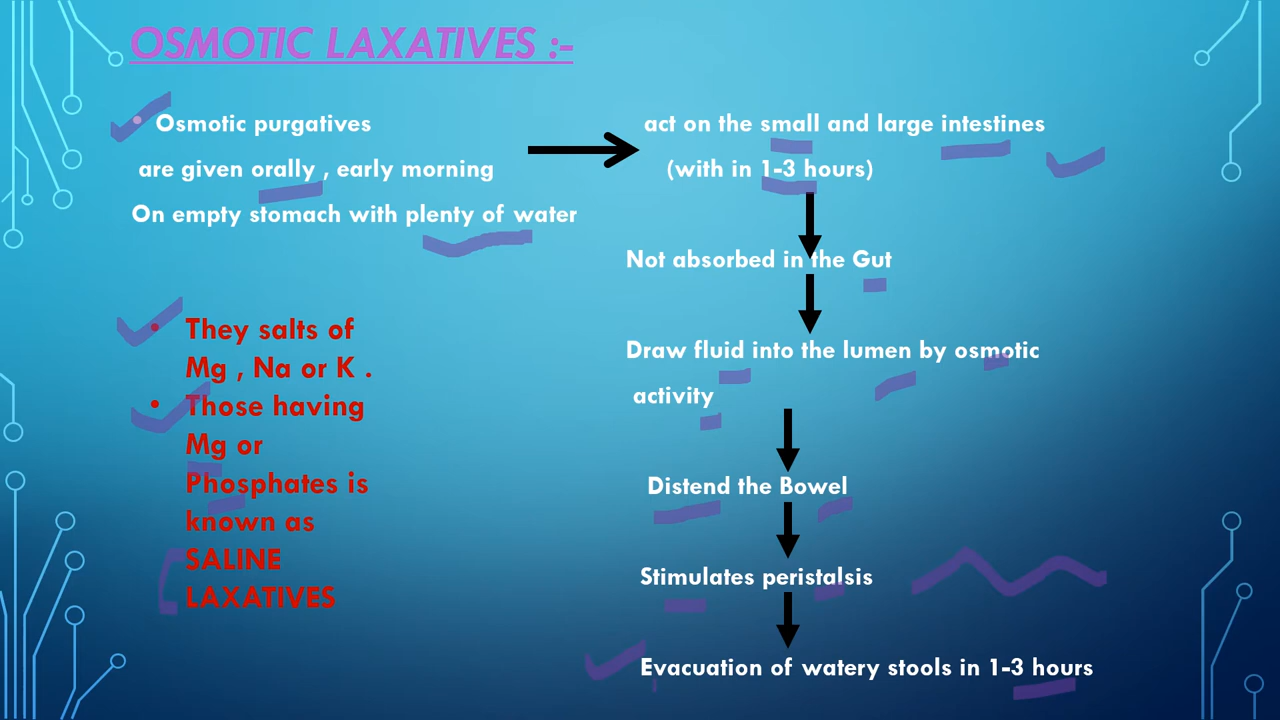 OSMOTIC LAXATIVES :-
• Osmotic purgatives
are given orally , early morning
On empty stomach with plenty of water
• They salts of
Mg , Na or K .
• Those having
Mg or
Phosphates is
known as
SALINE
LAXATIVES
act on the small and large intestines
(with in 1-3 hours)
Not absorbed in the Gut
Draw fluid into the lumen by osmotic
activity
Distend the Bowel
Stimulates peristalsis
Evacuation of watery stools in 1-3 hours